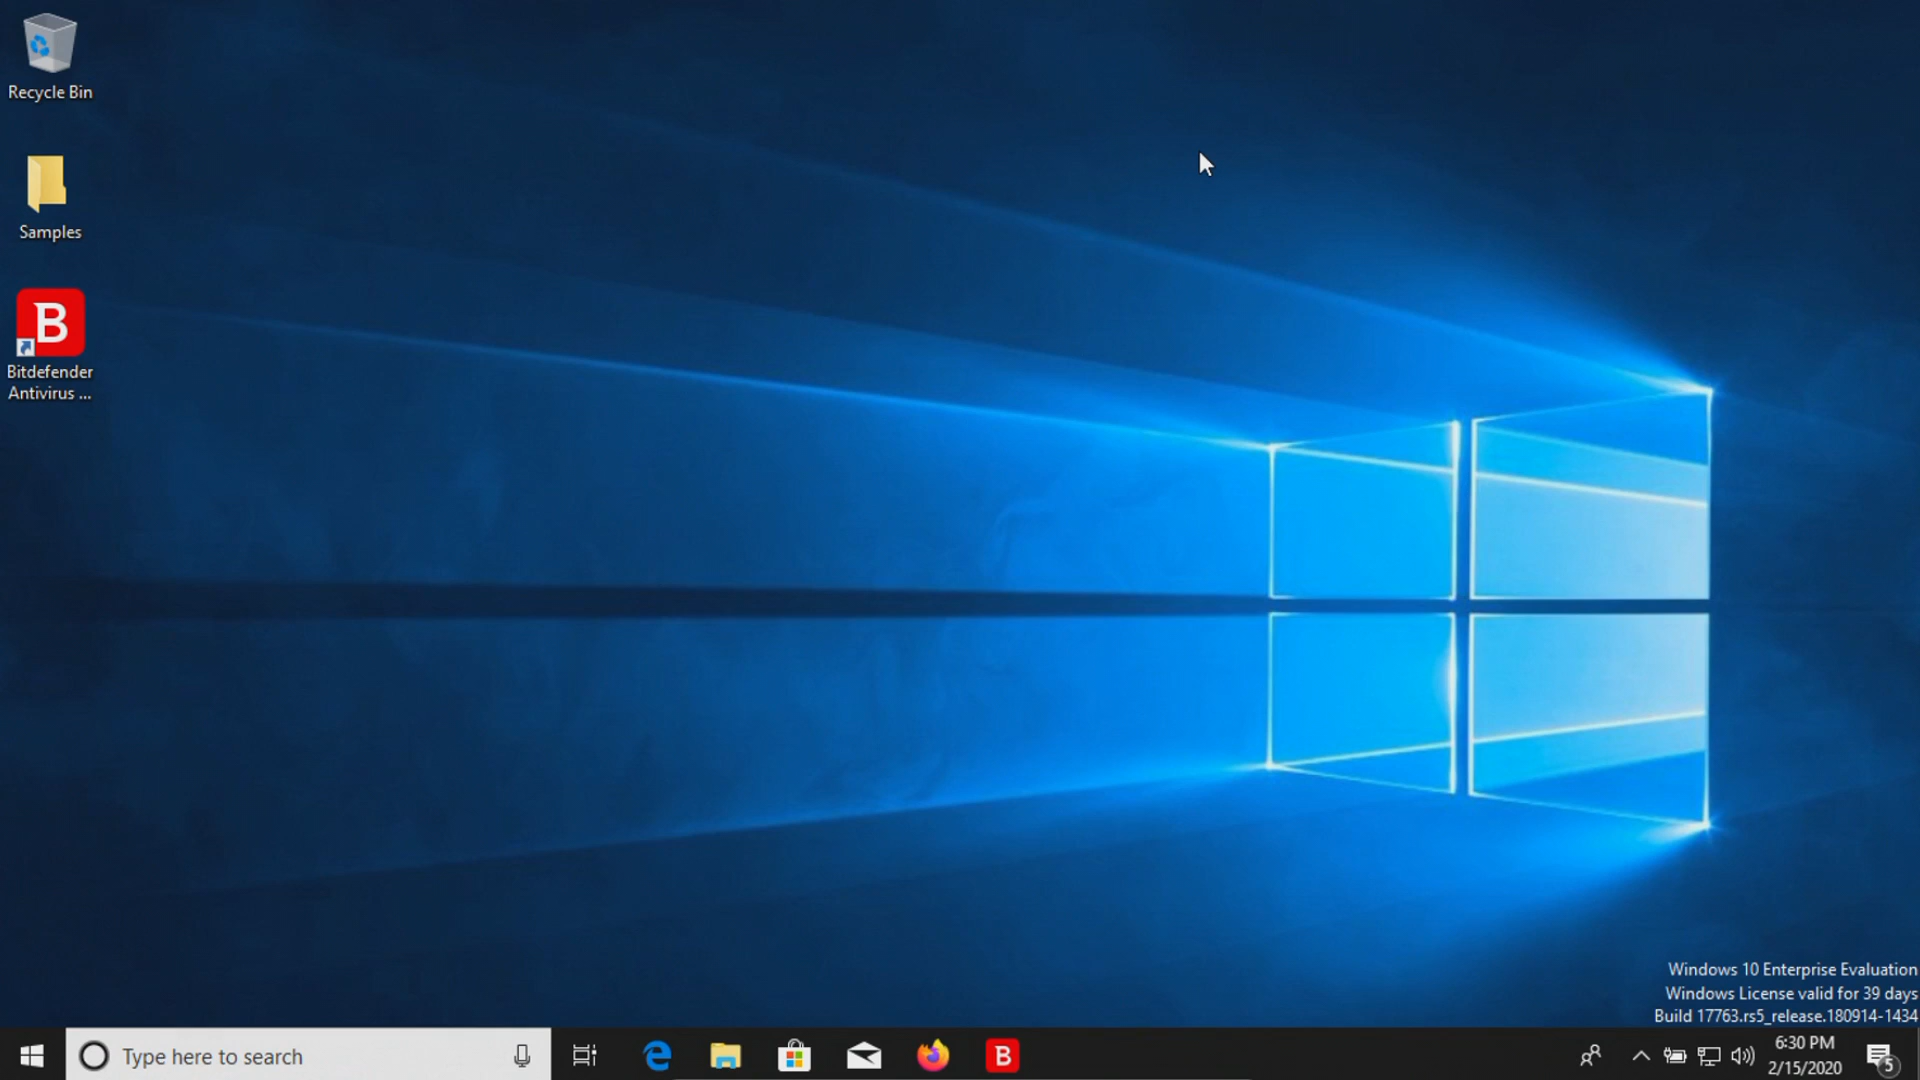 Recycle Bin
Samples
B
Bitdefender
Antivirus ...
Windows 10 Enterprise Evaluation
Windows License valid for 39 days
Build 17763.rs5_release.180914-1434
Type here to search
B
6:30 PM
2/15/2020
5